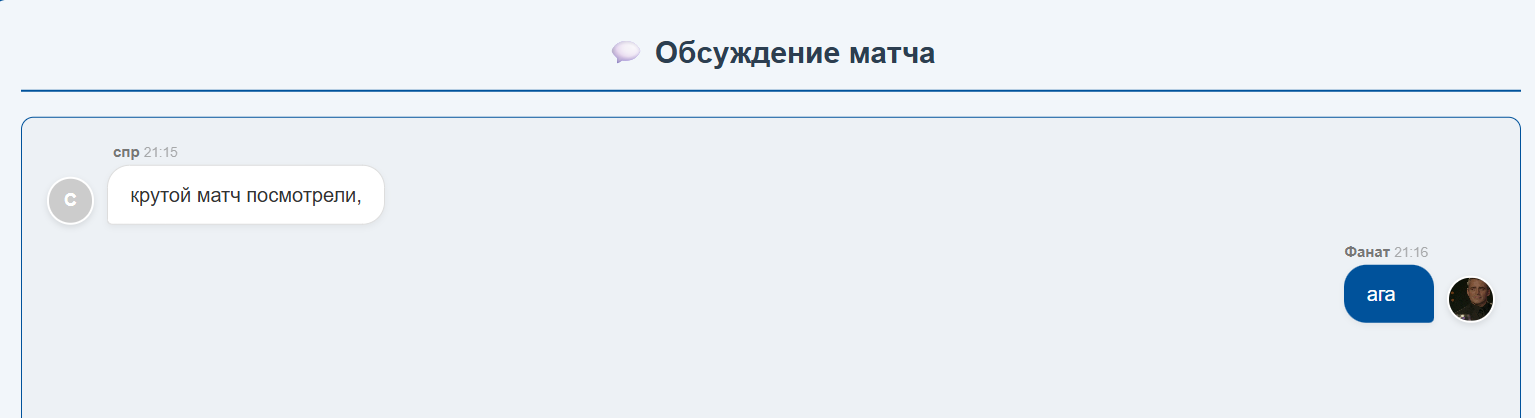 Обсуждение матча
спр 21:15
С
крутой матч посмотрели,
Фанат 21:16
ага